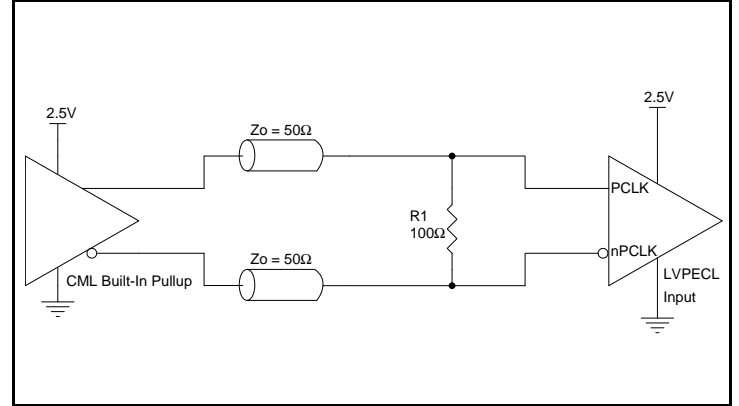 2.5V
2.5V
Zo = 50Ω
PCLK
R1
100Ω
nPCLK
Zo = 50Ω
CML Built-In Pullup
LVPECL
Input